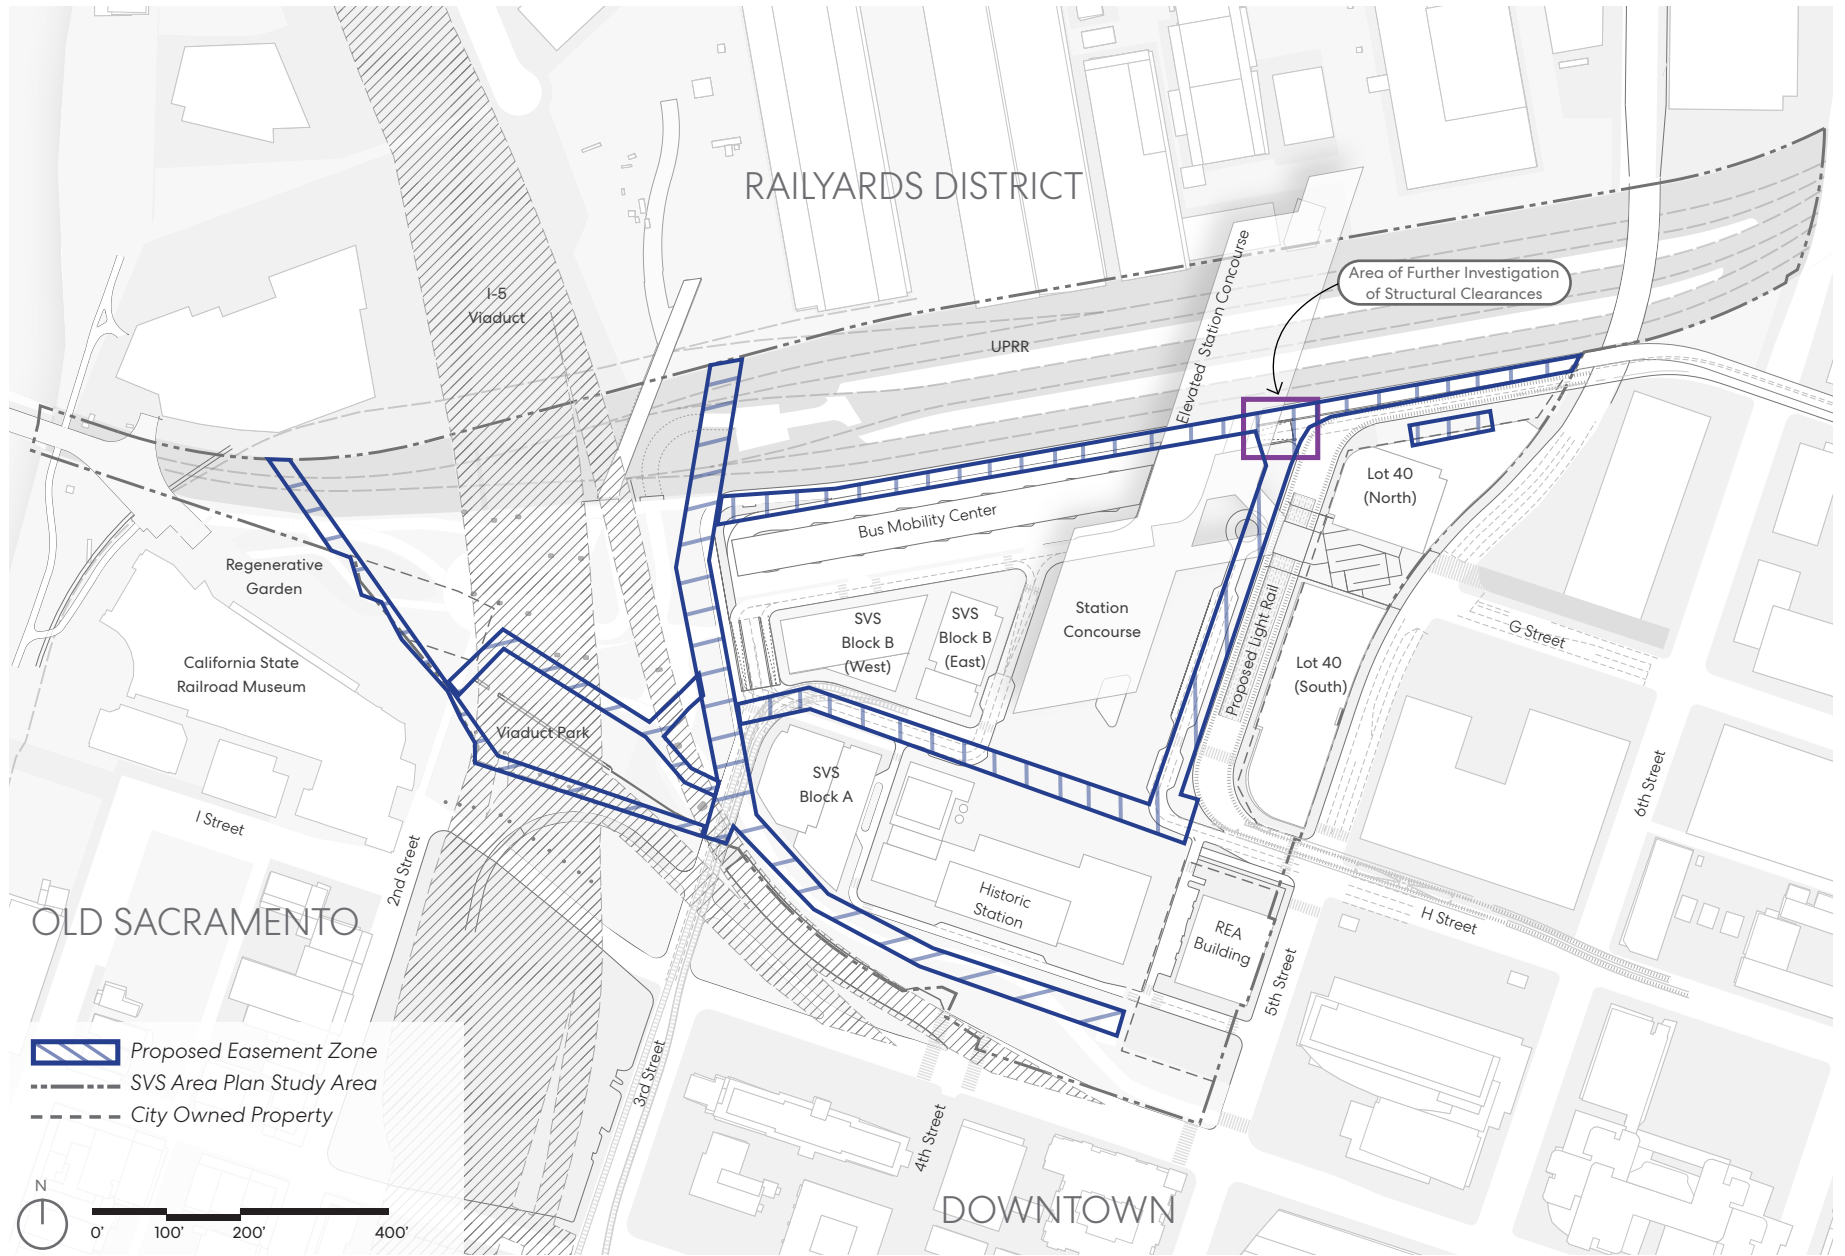 RAILYARDS DISTRICT
Elevated Station Concourse
Area of Further Investigation
of Structural Clearances
I-5
Viaduct
UPRR
Lot 40
(North)
Bus Mobility Center
Regenerative
Garden
SVS
Block B
(West)
SVS
Block B
(East)
Station
Concourse
Proposed Light Rail
G Street
California State
Railroad Museum
Lot 40
(South)
Viaduct Park
SVS
Block A
6th Street
I Street
2nd Street
Historic
Station
REA
Building
H Street
OLD SACRAMENTO
5th Street
Proposed Easement Zone
SVS Area Plan Study Area
City Owned Property
3rd Street
4th Street
DOWNTOWN
N
0' 100' 200' 400'